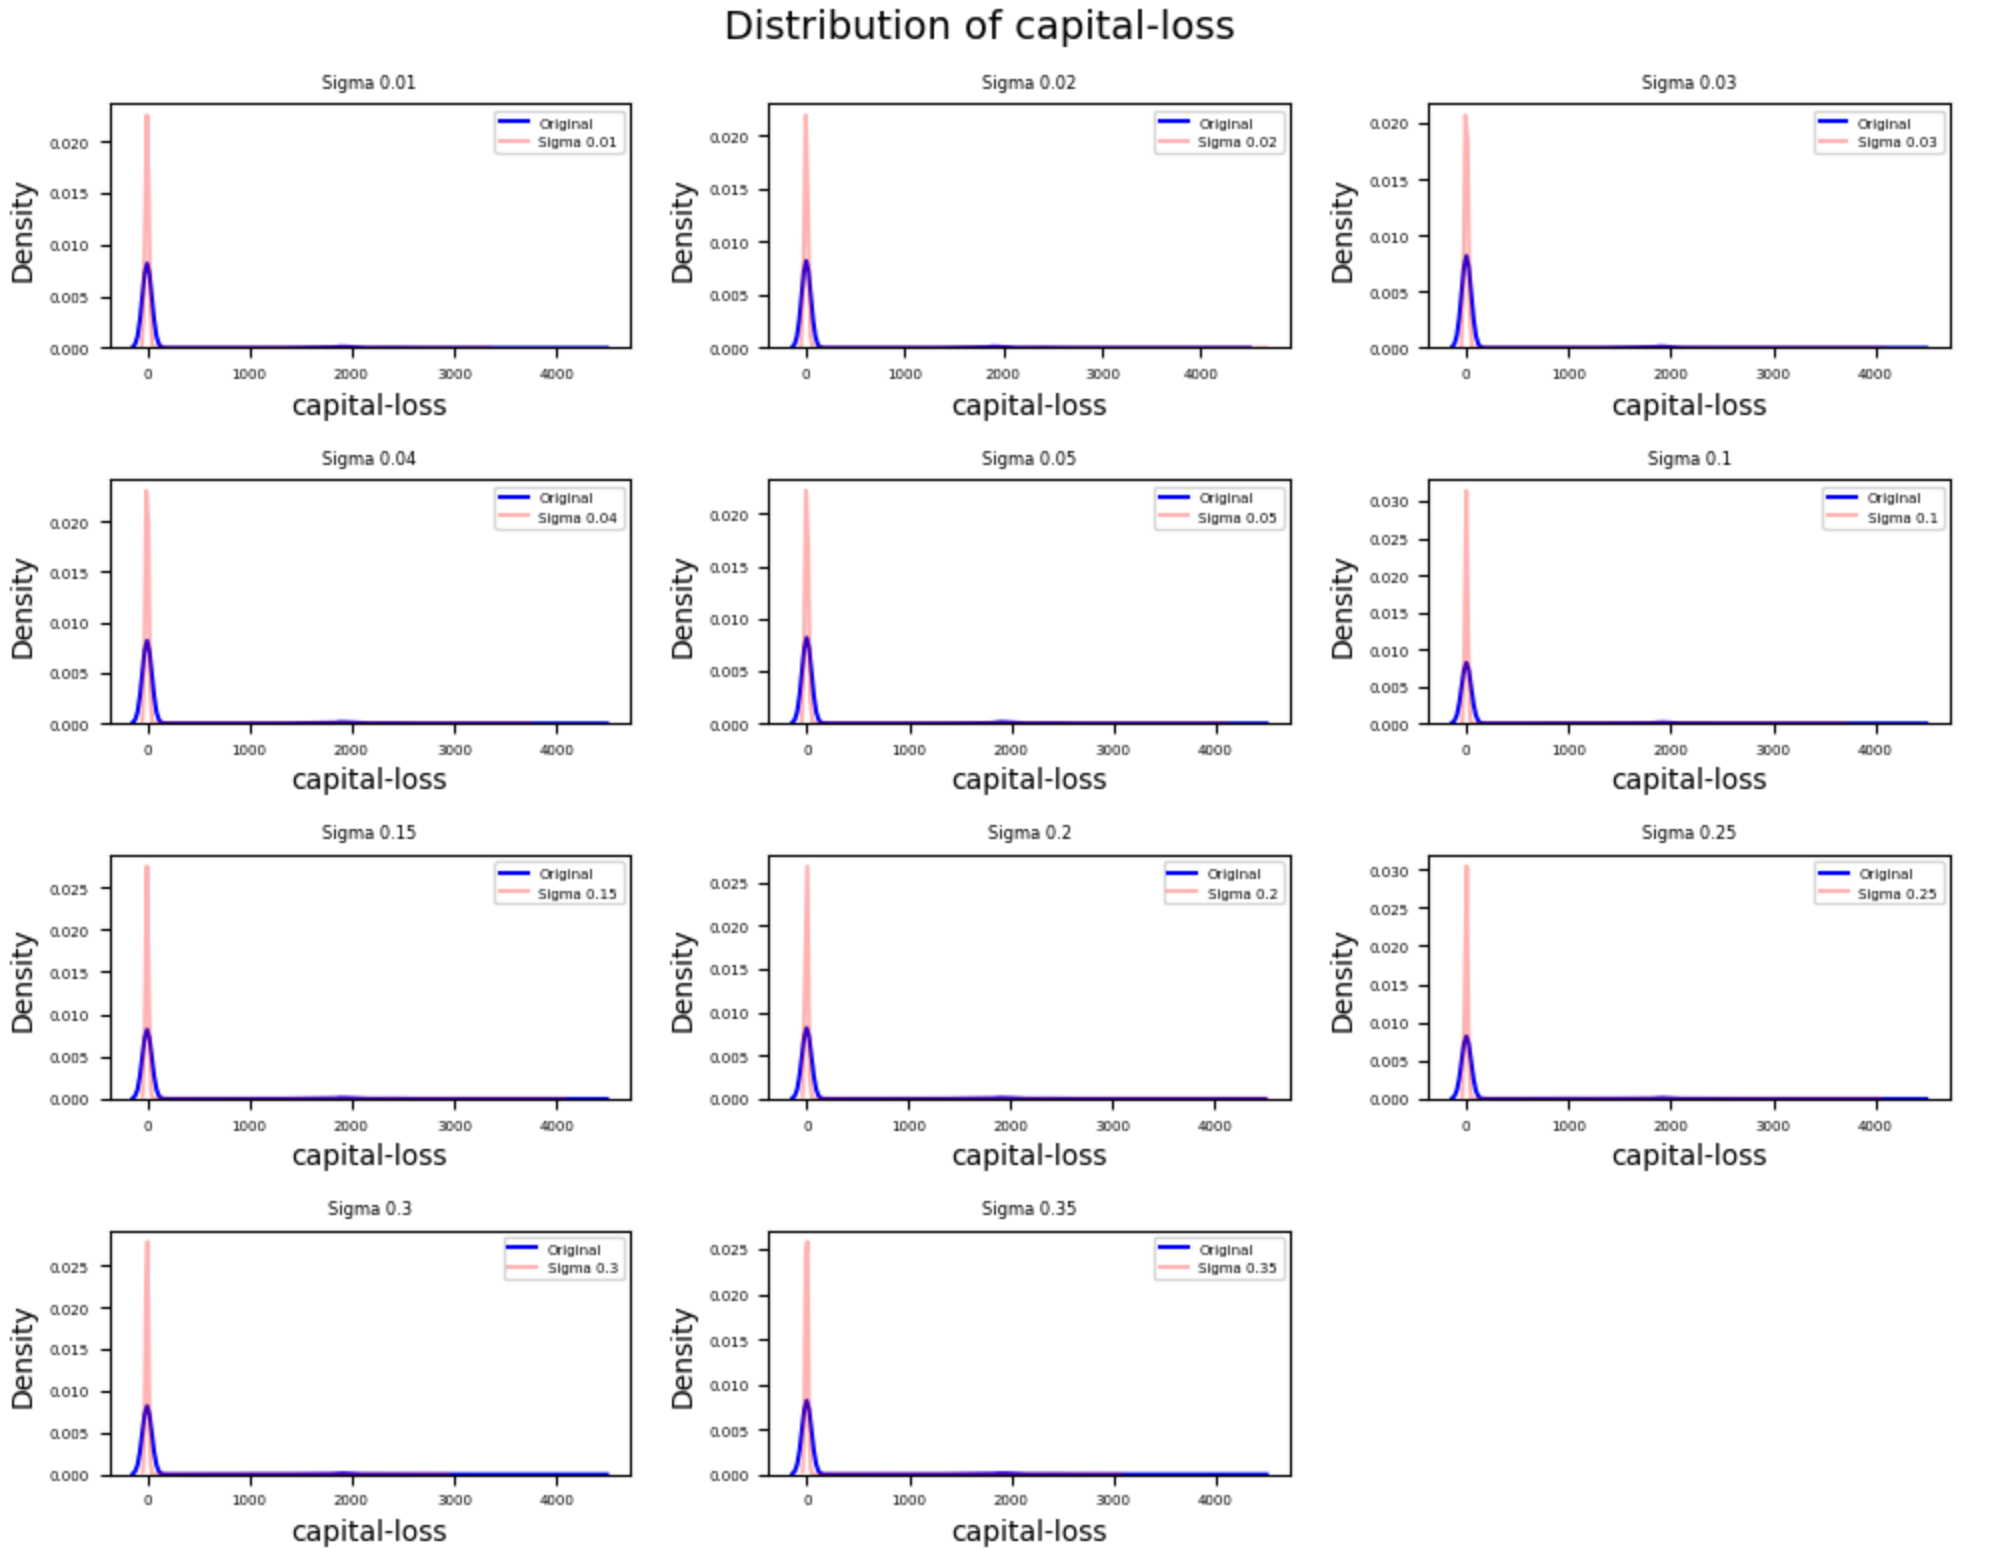 Distribution of capital-loss
Sigma 0.01
Density
0.020
0.015
0.010
0.005
0.000
Original
Sigma 0.01
0 1000 2000 3000 4000
capital-loss
Sigma 0.02
Density
0.020
0.015
0.010
0.005
0.000
Original
Sigma 0.02
0 1000 2000 3000 4000
capital-loss
Sigma 0.03
Density
0.020
0.015
0.010
0.005
0.000
Original
Sigma 0.03
0 1000 2000 3000 4000
capital-loss
Sigma 0.04
Density
0.020
0.015
0.010
0.005
0.000
Original
Sigma 0.04
0 1000 2000 3000 4000
capital-loss
Sigma 0.05
Density
0.020
0.015
0.010
0.005
0.000
Original
Sigma 0.05
0 1000 2000 3000 4000
capital-loss
Sigma 0.1
Density
0.030
0.025
0.020
0.015
0.010
0.005
0.000
Original
Sigma 0.1
0 1000 2000 3000 4000
capital-loss
Sigma 0.15
Density
0.025
0.020
0.015
0.010
0.005
0.000
Original
Sigma 0.15
0 1000 2000 3000 4000
capital-loss
Sigma 0.2
Density
0.025
0.020
0.015
0.010
0.005
0.000
Original
Sigma 0.2
0 1000 2000 3000 4000
capital-loss
Sigma 0.25
Density
0.030
0.025
0.020
0.015
0.010
0.005
0.000
Original
Sigma 0.25
0 1000 2000 3000 4000
capital-loss
Sigma 0.3
Density
0.025
0.020
0.015
0.010
0.005
0.000
Original
Sigma 0.3
0 1000 2000 3000 4000
capital-loss
Sigma 0.35
Density
0.025
0.020
0.015
0.010
0.005
0.000
Original
Sigma 0.35
0 1000 2000 3000 4000
capital-loss